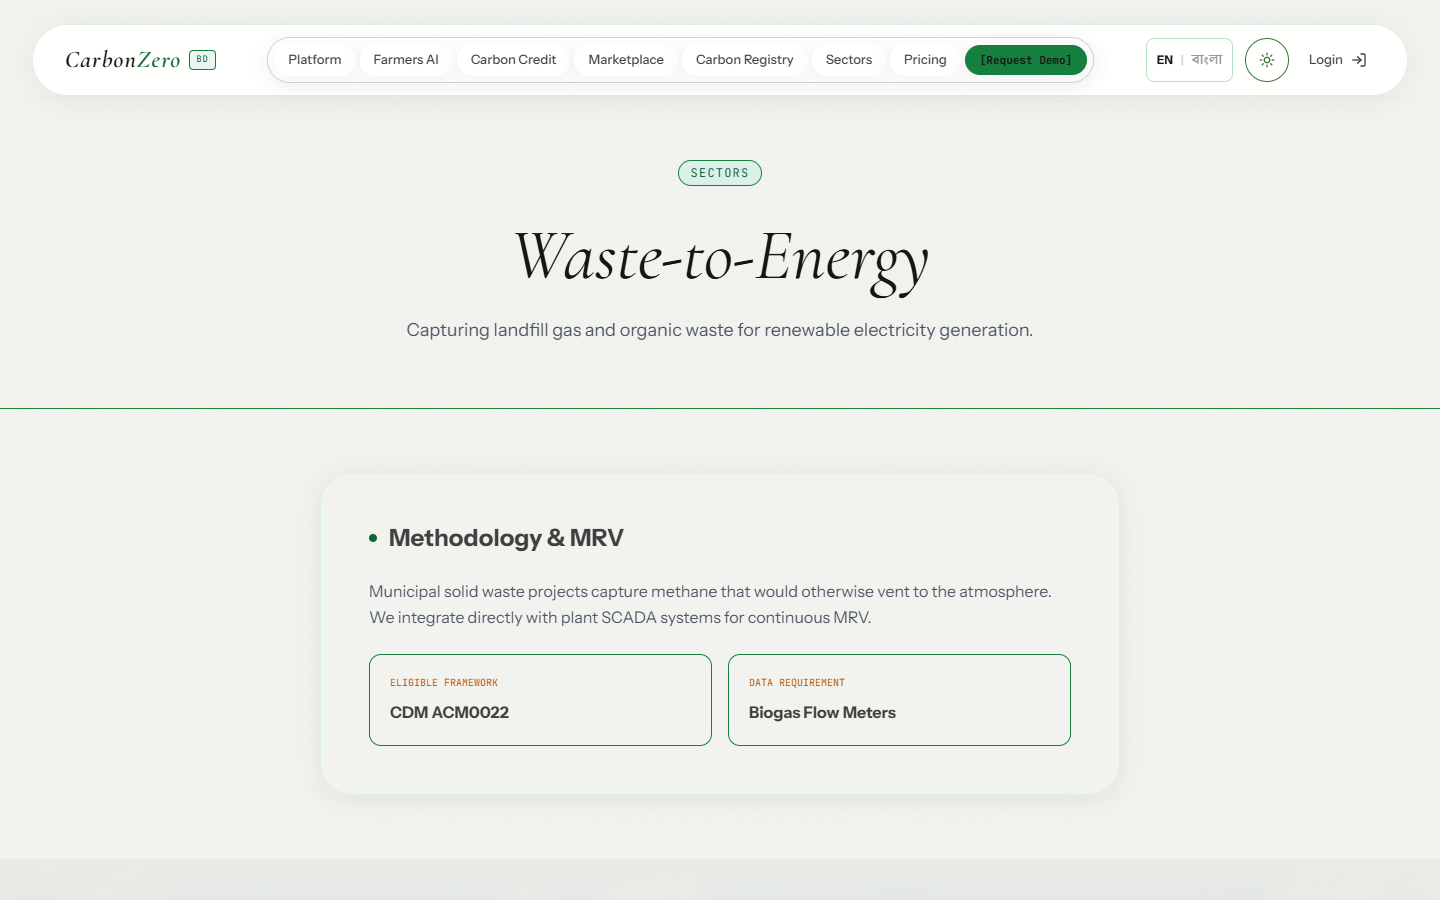 CarbonZero BD
Platform Farmers AI Carbon Credit Marketplace Carbon Registry Sectors Pricing [Request Demo]
EN | বাংলা
Login
SECTORS
Waste-to-Energy
Capturing landfill gas and organic waste for renewable electricity generation.
Methodology & MRV
Municipal solid waste projects capture methane that would otherwise vent to the atmosphere.
We integrate directly with plant SCADA systems for continuous MRV.
ELIGIBLE FRAMEWORK
CDM ACM0022
DATA REQUIREMENT
Biogas Flow Meters